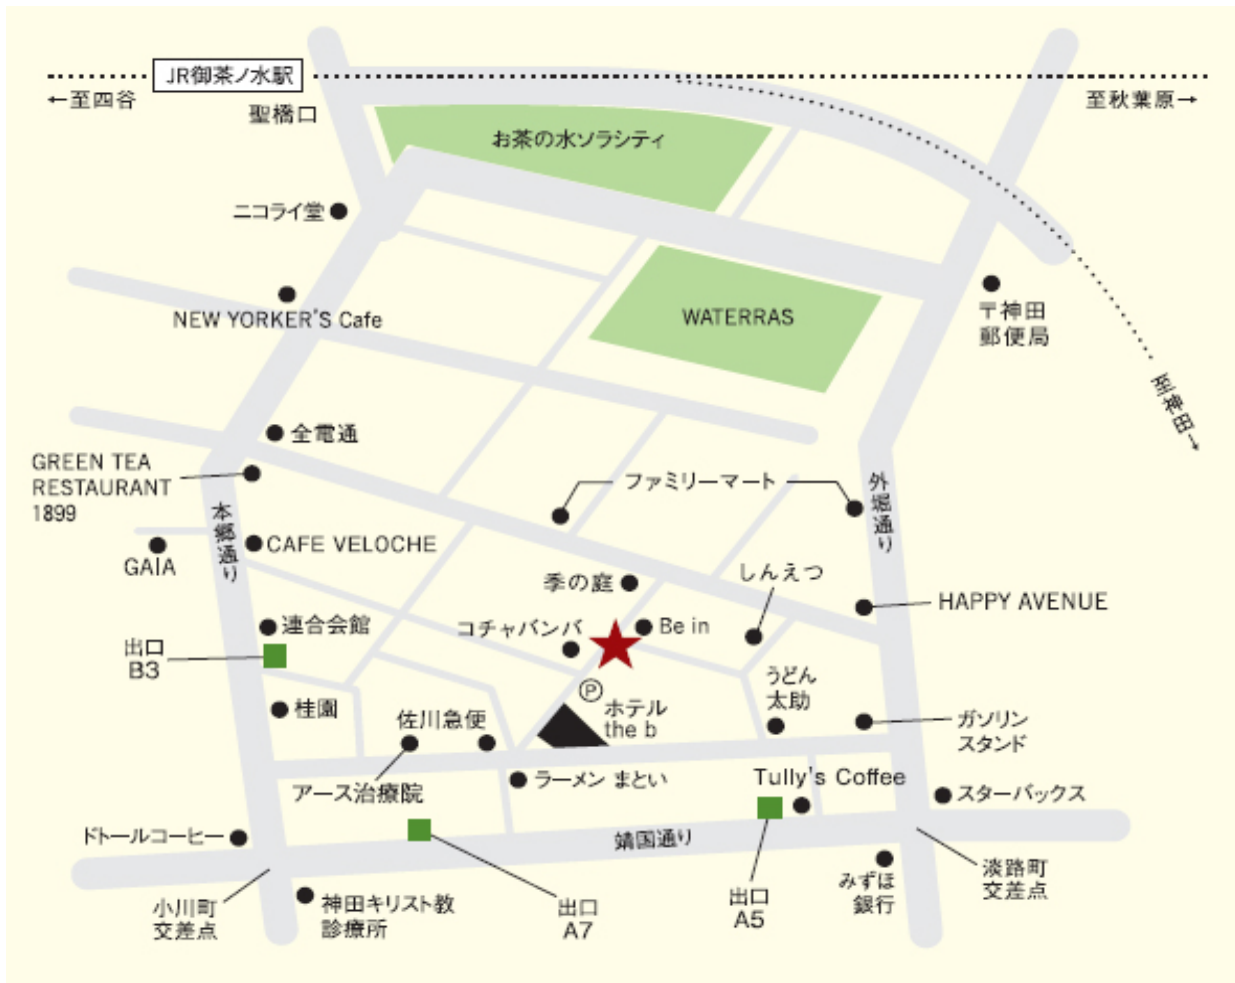 JR御茶ノ水駅
←至四谷
聖橋口
至秋葉原→
お茶の水ソラシティ
ニコライ堂
NEW YORKER'S Cafe
WATERRAS
〒神田
郵便局
至神田→
全電通
GREEN TEA
RESTAURANT
1899
ファミリーマート
本郷通り
外堀通り
CAFE VELOCHE
GAIA
季の庭
しんえつ
HAPPY AVENUE
連合会館
コチャバンバ
Be in
出口
B3
うどん
太助
桂園
P
ホテル
the b
佐川急便
ガソリン
スタンド
アース治療院
ラーメン まとい
Tully's Coffee
スターバックス
ドトールコーヒー
靖国通り
淡路町
交差点
みずほ
銀行
出口
A5
小川町
交差点
神田キリスト教
診療所
出口
A7